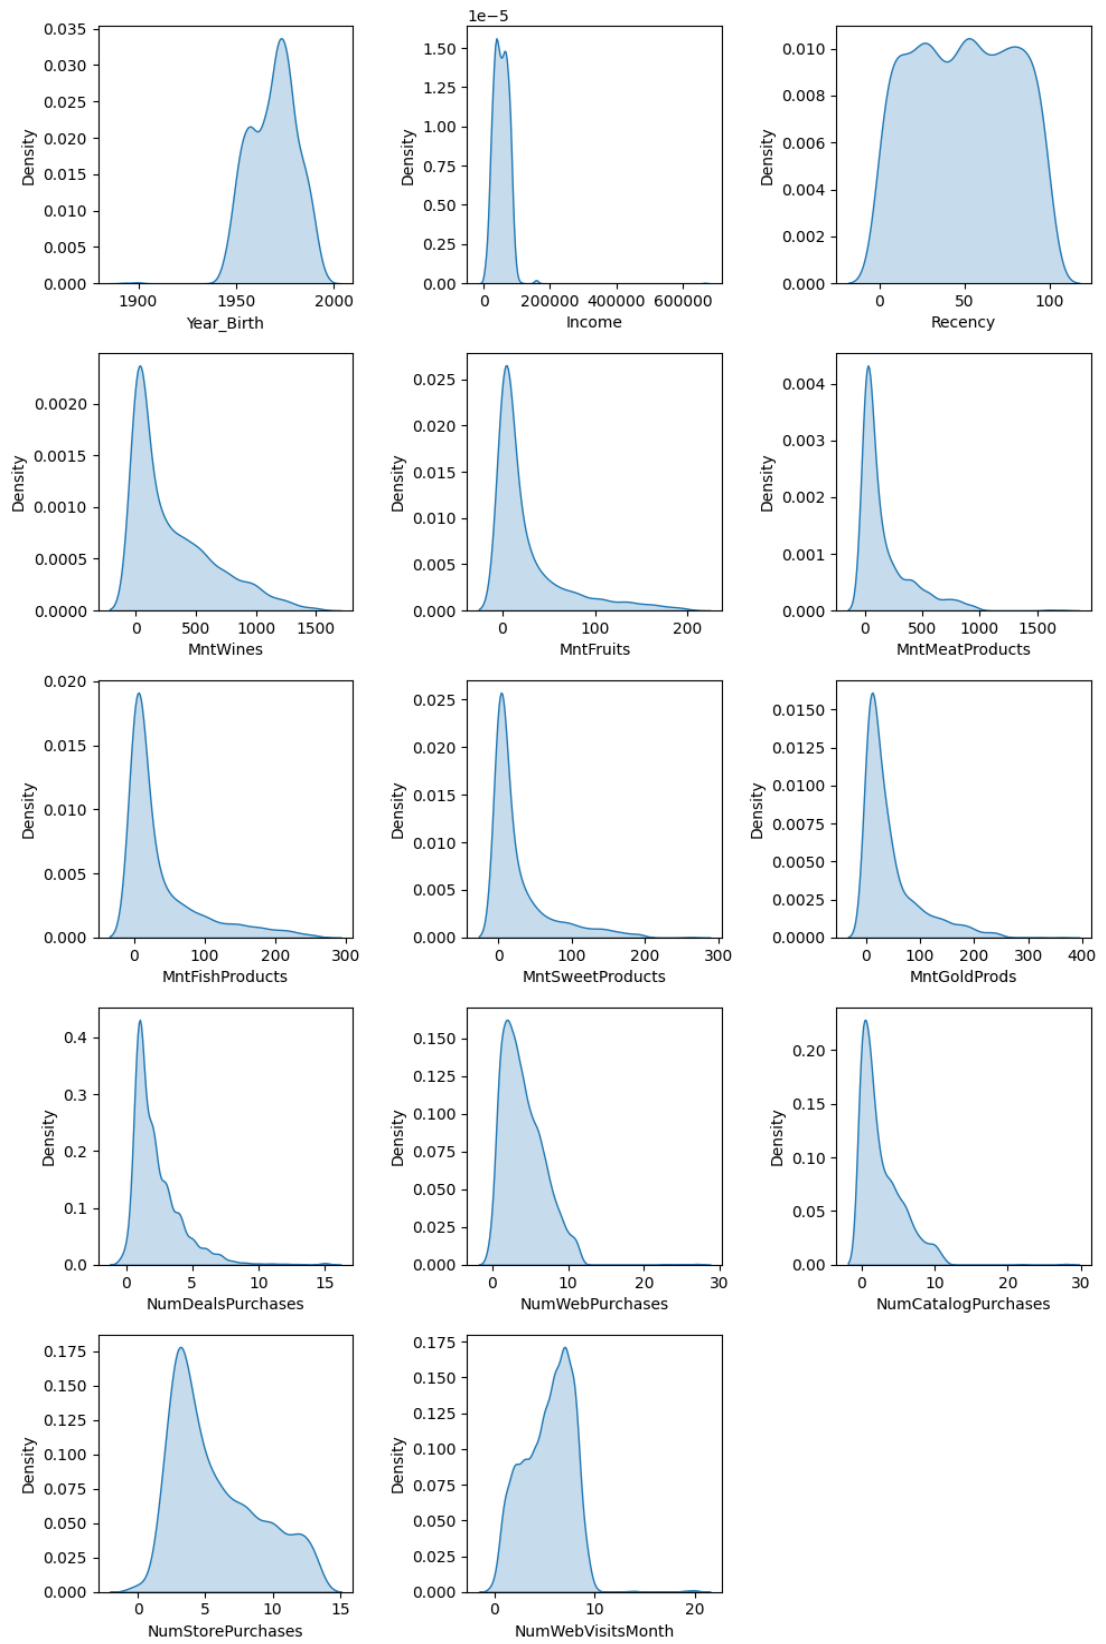 0.035
0.030
0.025
0.020
0.015
0.010
0.005
0.000
Density
1900 1950 2000
Year_Birth
1e−5
1.50
1.25
1.00
0.75
0.50
0.25
0.00
Density
0 200000 400000 600000
Income
0.010
0.008
0.006
0.004
0.002
0.000
Density
0 50 100
Recency
0.0020
0.0015
0.0010
0.0005
0.0000
Density
0 500 1000 1500
MntWines
0.025
0.020
0.015
0.010
0.005
0.000
Density
0 100 200
MntFruits
0.004
0.003
0.002
0.001
0.000
Density
0 500 1000 1500
MntMeatProducts
0.020
0.015
0.010
0.005
0.000
Density
0 100 200 300
MntFishProducts
0.025
0.020
0.015
0.010
0.005
0.000
Density
0 100 200 300
MntSweetProducts
0.0150
0.0125
0.0100
0.0075
0.0050
0.0025
0.0000
Density
0 100 200 300 400
MntGoldProds
0.4
0.3
0.2
0.1
0.0
Density
0 5 10 15
NumDealsPurchases
0.150
0.125
0.100
0.075
0.050
0.025
0.000
Density
0 10 20 30
NumWebPurchases
0.20
0.15
0.10
0.05
0.00
Density
0 10 20 30
NumCatalogPurchases
0.175
0.150
0.125
0.100
0.075
0.050
0.025
0.000
Density
0 5 10 15
NumStorePurchases
0.175
0.150
0.125
0.100
0.075
0.050
0.025
0.000
Density
0 10 20
NumWebVisitsMonth